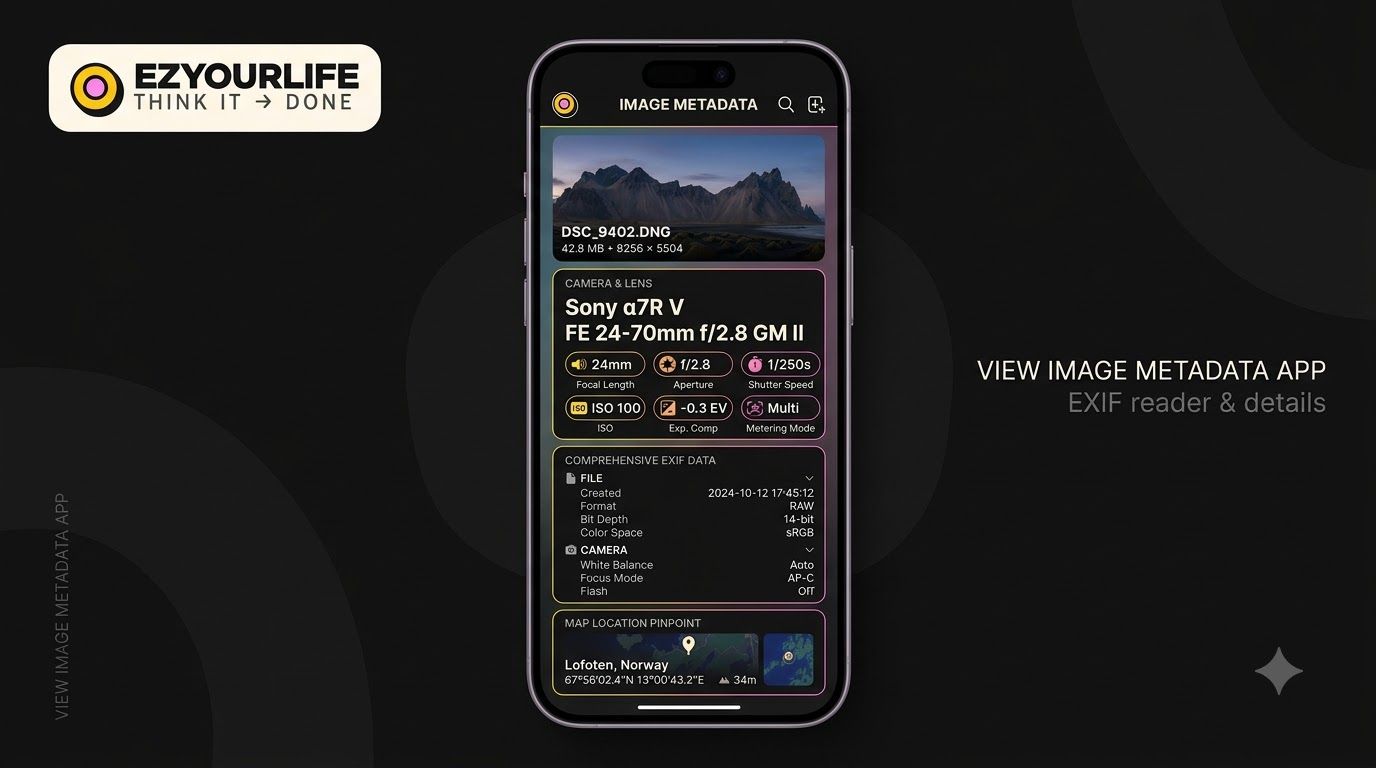 EZYOURLIFE
THINK IT → DONE
IMAGE METADATA
DSC_9402.DNG
42.8 MB + 8256 × 5504
CAMERA & LENS
Sony α7R V
FE 24-70mm f/2.8 GM II
24mm f/2.8 1/250s
Focal Length Aperture Shutter Speed
ISO ISO 100 -0.3 EV Multi
ISO Exp. Comp Metering Mode
COMPREHENSIVE EXIF DATA
FILE
Created 2024-10-12 17:45:12
Format RAW
Bit Depth 14-bit
Color Space sRGB
CAMERA
White Balance Aoto
Focus Mode AP-C
Fiash Off
MAP LOCATION PINPOINT
Lofoten, Norway
67°56'02.4"N 13°00'43.2"E 34m
VIEW IMAGE METADATA APP
EXIF reader & details
VIEW IMAGE METADATA APP